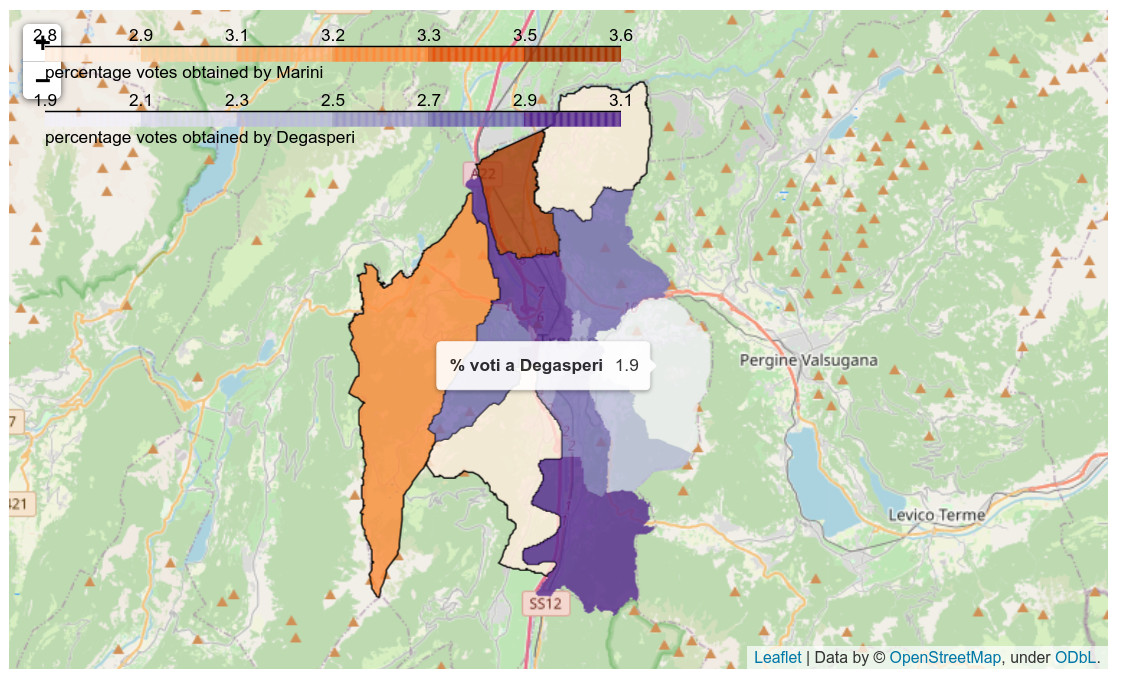 2.8 2.9 3.1 3.2 3.3 3.5 3.6
+
percentage votes obtained by Marini
−
1.9 2.1 2.3 2.5 2.7 2.9 3.1
percentage votes obtained by Degasperi
A22
% voti a Degasperi 1.9
Pergine Valsugana
7
421
Levico Terme
SS12
Leaflet | Data by © OpenStreetMap, under ODbL.